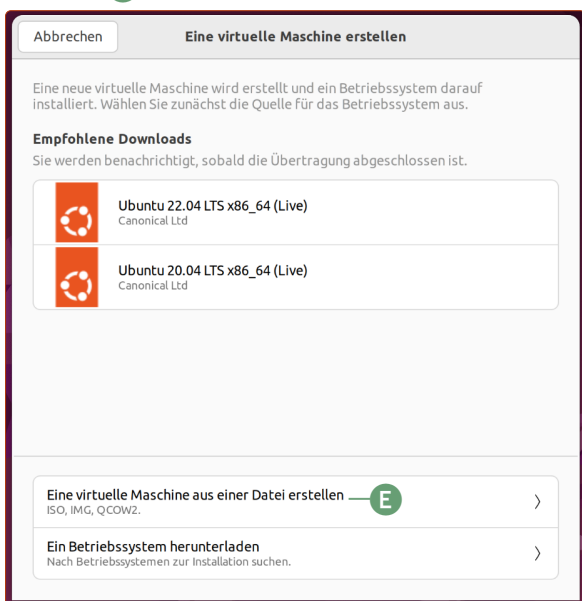 Abbrechen
Eine virtuelle Maschine erstellen
Eine neue virtuelle Maschine wird erstellt und ein Betriebssystem darauf
installiert. Wählen Sie zunächst die Quelle für das Betriebssystem aus.
Empfohlene Downloads
Sie werden benachrichtigt, sobald die Übertragung abgeschlossen ist.
Ubuntu 22.04 LTS x86_64 (Live)
Canonical Ltd
Ubuntu 20.04 LTS x86_64 (Live)
Canonical Ltd
Eine virtuelle Maschine aus einer Datei erstellen
E
ISO, IMG, QCOW2.
Ein Betriebssystem herunterladen
Nach Betriebssystemen zur Installation suchen.